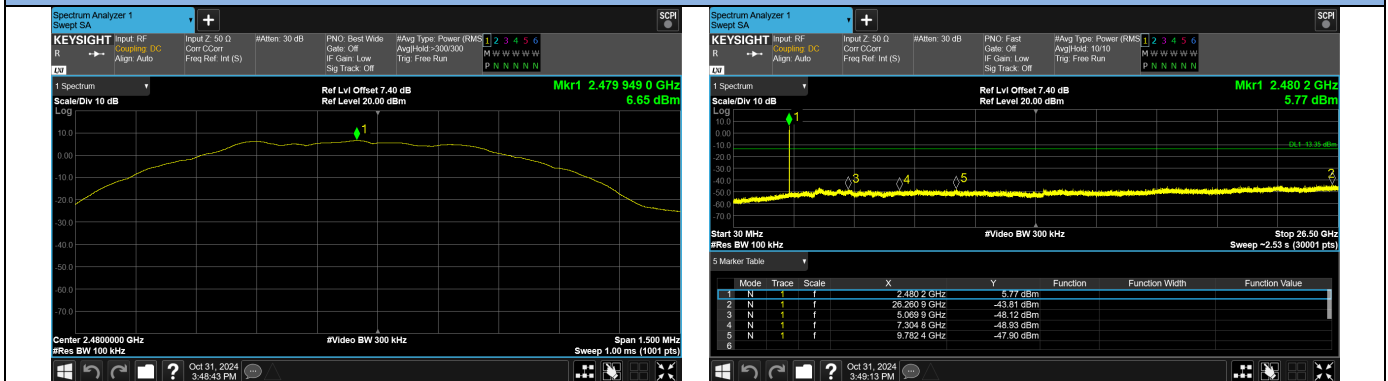 Spectrum Analyzer 1
Swept SA
+
SCPI
KEYSIGHT
R
LXI
Input: RF
Coupling: DC
Align: Auto
Input Z: 50 Ω
Corr CCorr
Freq Ref: Int (S)
#Atten: 30 dB
PNO: Best Wide
Gate: Off
IF Gain: Low
Sig Track: Off
#Avg Type: Power (RMS)
Avg|Hold:>300/300
Trig: Free Run
1 2 3 4 5 6
M W W W W W
P N N N N N
1 Spectrum
Scale/Div 10 dB
Log
Ref Lvl Offset 7.40 dB
Ref Level 20.00 dBm
Mkr1 2.479 949 0 GHz
6.65 dBm
1
10.0
0.00
-10.0
-20.0
-30.0
-40.0
-50.0
-60.0
-70.0
Center 2.4800000 GHz
#Res BW 100 kHz
#Video BW 300 kHz
Span 1.500 MHz
Sweep 1.00 ms (1001 pts)
?
Oct 31, 2024
3:48:43 PM
Spectrum Analyzer 1
Swept SA
+
SCPI
KEYSIGHT
R
LXI
Input: RF
Coupling: DC
Align: Auto
Input Z: 50 Ω
Corr CCorr
Freq Ref: Int (S)
#Atten: 30 dB
PNO: Fast
Gate: Off
IF Gain: Low
Sig Track: Off
#Avg Type: Power (RMS)
Avg|Hold: 10/10
Trig: Free Run
1 2 3 4 5 6
M W W W W W
P N N N N N
1 Spectrum
Scale/Div 10 dB
Log
Ref Lvl Offset 7.40 dB
Ref Level 20.00 dBm
Mkr1 2.480 2 GHz
5.77 dBm
10.0
0.00
-10.0
-20.0
-30.0
-40.0
-50.0
-60.0
-70.0
1
DL1 -13.35 dBm
3
4
5
2
Start 30 MHz
#Res BW 100 kHz
#Video BW 300 kHz
Stop 26.50 GHz
Sweep ~2.53 s (30001 pts)
5 Marker Table
Mode Trace Scale X Y Function Function Width Function Value
1 N 1 f 2.480 2 GHz 5.77 dBm
2 N 1 f 26.260 9 GHz -43.81 dBm
3 N 1 f 5.069 9 GHz -48.12 dBm
4 N 1 f 7.304 8 GHz -48.93 dBm
5 N 1 f 9.782 4 GHz -47.90 dBm
6
?
Oct 31, 2024
3:49:13 PM